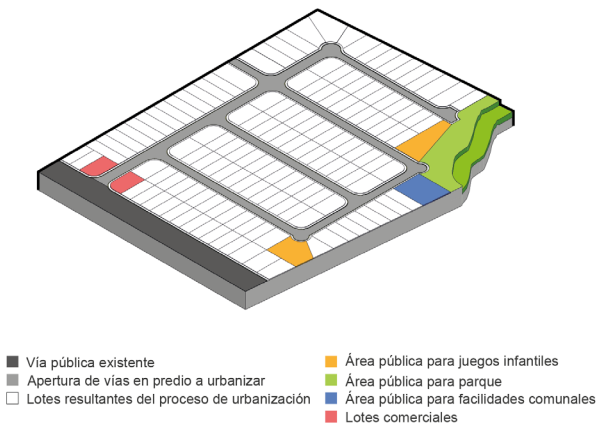 Vía pública existente
Apertura de vías en predio a urbanizar
Lotes resultantes del proceso de urbanización
Área pública para juegos infantiles
Área pública para parque
Área pública para facilidades comunales
Lotes comerciales